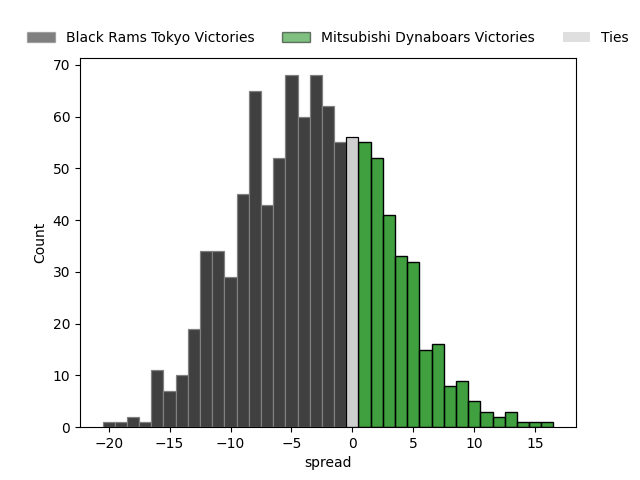 Black Rams Tokyo Victories Mitsubishi Dynaboars Victories Ties
70
60
50
40
30
20
10
0
Count
−20 −15 −10 −5 0 5 10 15
spread